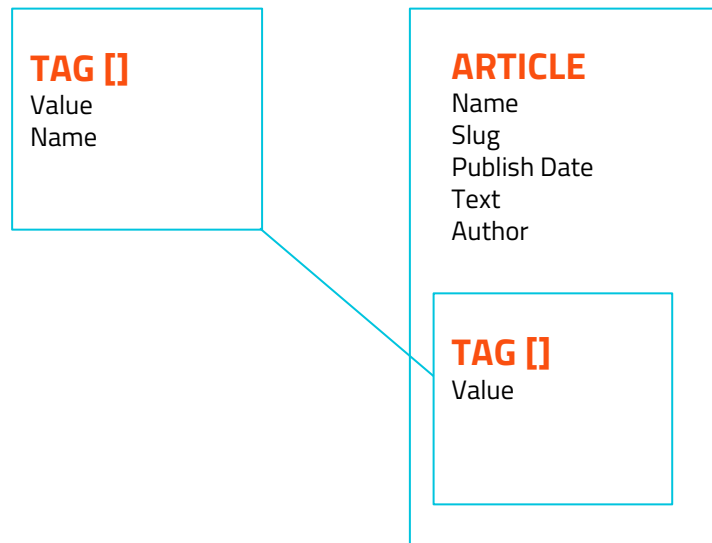 TAG []
Value
Name
ARTICLE
Name
Slug
Publish Date
Text
Author
TAG []
Value